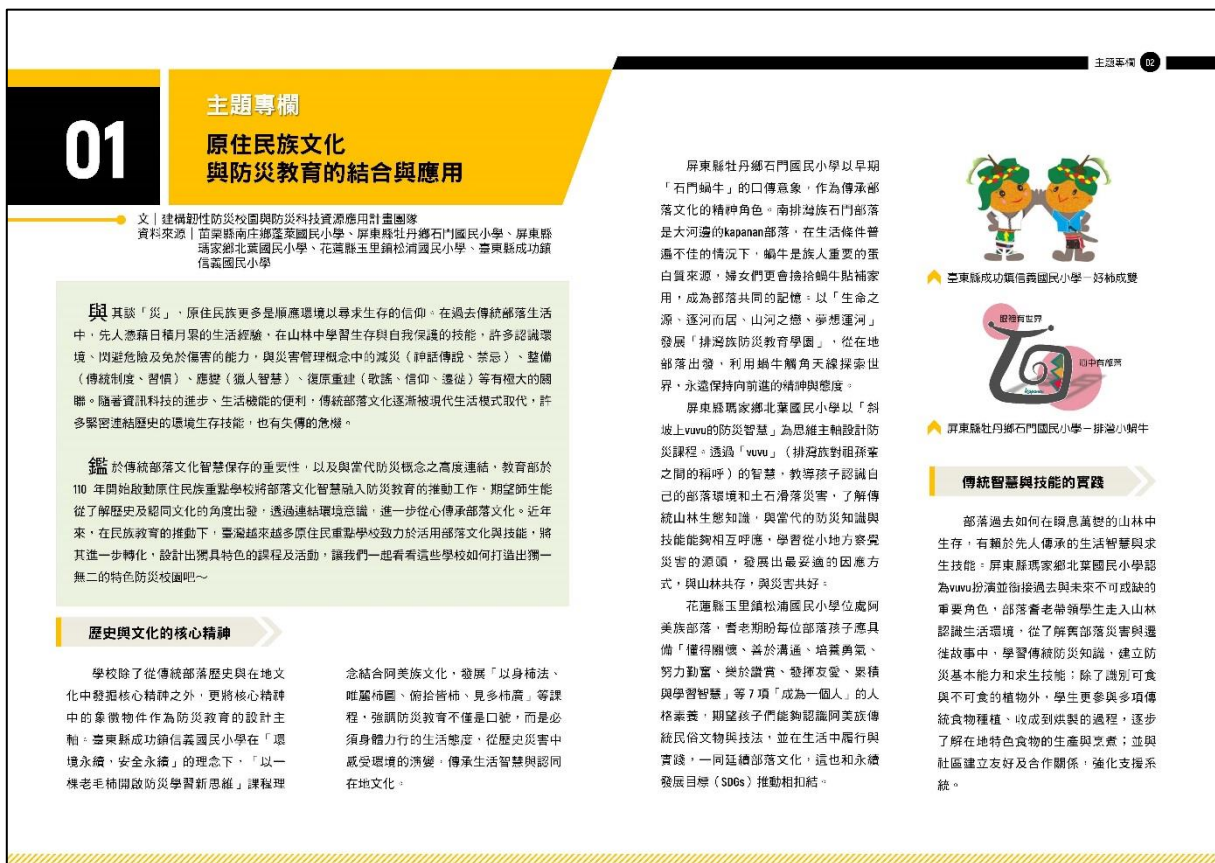 主題專欄 02
01
主題專欄
原住民族文化
與防災教育的結合與應用
文｜建構韌性防災校園與防災科技資源應用計畫團隊
資料來源｜苗栗縣南庄鄉蓬萊國民小學、屏東縣牡丹鄉石門國民小學、屏東縣
瑪家鄉北葉國民小學、花蓮縣玉里鎮松浦國民小學、臺東縣成功鎮
信義國民小學
與其談「災」，原住民更多是順應環境以尋求生存的信仰。在過去傳統部落生活
中，先人憑藉日積月累的生活經驗，在山林中學習生存與自我保護的技能，許多認識環
境、閃避危險及免於傷害的能力，與災害管理概念中的減災（神話傳說、禁忌）、整備
（傳統制度、習慣）、應變（獵人智慧）、復原重建（歌謠、信仰、遷徙）等有極大的關
聯。隨著資訊科技的進步、生活機能的便利，傳統部落文化逐漸被現代生活模式取代，許
多緊密連結歷史的環境生存技能，也有失傳的危機。
鑑於傳統部落文化智慧保存的重要性，以及與當代防災概念之高度連結，教育部於
110 年開始啟動原住民族重點學校將部落文化智慧融入防災教育的推動工作，期望師生能
從了解歷史及認同文化的角度出發，透過連結環境意識，進一步從心傳承部落文化。近年
來，在民族教育的推動下，臺灣越來越多原住民重點學校致力於活用部落文化與技能，將
其進一步轉化，設計出獨具特色的課程及活動，讓我們一起看看這些學校如何打造出獨一
無二的特色防災校園吧～
歷史與文化的核心精神
學校除了從傳統部落歷史與在地文
化中發掘核心精神之外，更將核心精神
中的象徵物件作為防災教育的設計主
軸。臺東縣成功鎮信義國民小學在「環
境永續，安全永續」的理念下，「以一
棵老毛柿開啟防災學習新思維」課程理
念結合阿美族文化，發展「以身柿法、
唯麗柿圖、俯拾皆柿、見多柿廣」等課
程，強調防災教育不僅是口號，而是必
須身體力行的生活態度，從歷史災害中
感受環境的演變，傳承生活智慧與認同
在地文化。
屏東縣牡丹鄉石門國民小學以早期
「石門蝸牛」的口傳意象，作為傳承部
落文化的精神角色。南排灣族石門部落
是大河邊的kapanan部落，在生活條件普
遍不佳的情況下，蝸牛是族人重要的蛋
白質來源，婦女們更會撿拾蝸牛貼補家
用，成為部落共同的記憶。以「生命之
源、逐河而居、山河之戀、夢想運河」
發展「排灣族防災教育學園」，從在地
部落出發，利用蝸牛觸角天線探索世
界，永遠保持向前進的精神與態度。
屏東縣瑪家鄉北葉國民小學以「斜
坡上vuvu的防災智慧」為思維主軸設計防
災課程。透過「vuvu」（排灣族對祖孫輩
之間的稱呼）的智慧，教導孩子認識自
己的部落環境和土石滑落災害，了解傳
統山林生態知識，與當代的防災知識與
技能能夠相互呼應，學習從小地方察覺
災害的源頭，發展出最妥適的因應方
式，與山林共存，與災害共好。
花蓮縣玉里鎮松浦國民小學位處阿
美族部落，耆老期盼每位部落孩子應具
備「懂得關懷、善於溝通、培養勇氣、
努力勤奮、樂於讚賞、發揮友愛、累積
與學習智慧」等 7 項「成為一個人」的人
格素養，期望孩子們能夠認識阿美族傳
統民俗文物與技法，並在生活中履行與
實踐，一同延續部落文化，這也和永續
發展目標（SDGs）推動相扣結。
臺東縣成功鎮信義國民小學－好柿成雙
眼裡有世界
心中有部落
kapanan
屏東縣牡丹鄉石門國民小學－排灣小蝸牛
傳統智慧與技能的實踐
部落過去如何在瞬息萬變的山林中
生存，有賴於先人傳承的生活智慧與求
生技能。屏東縣瑪家鄉北葉國民小學認
為vuvu扮演並銜接過去與未來不可或缺的
重要角色，部落耆老帶領學生走入山林
認識生活環境，從了解舊部落災害與遷
徙故事中，學習傳統防災知識，建立防
災基本能力和求生技能；除了識別可食
與不可食的植物外，學生更參與多項傳
統食物種植、收成到烘製的過程，逐步
了解在地特色食物的生產與烹煮；並與
社區建立友好及合作關係，強化支援系
統。